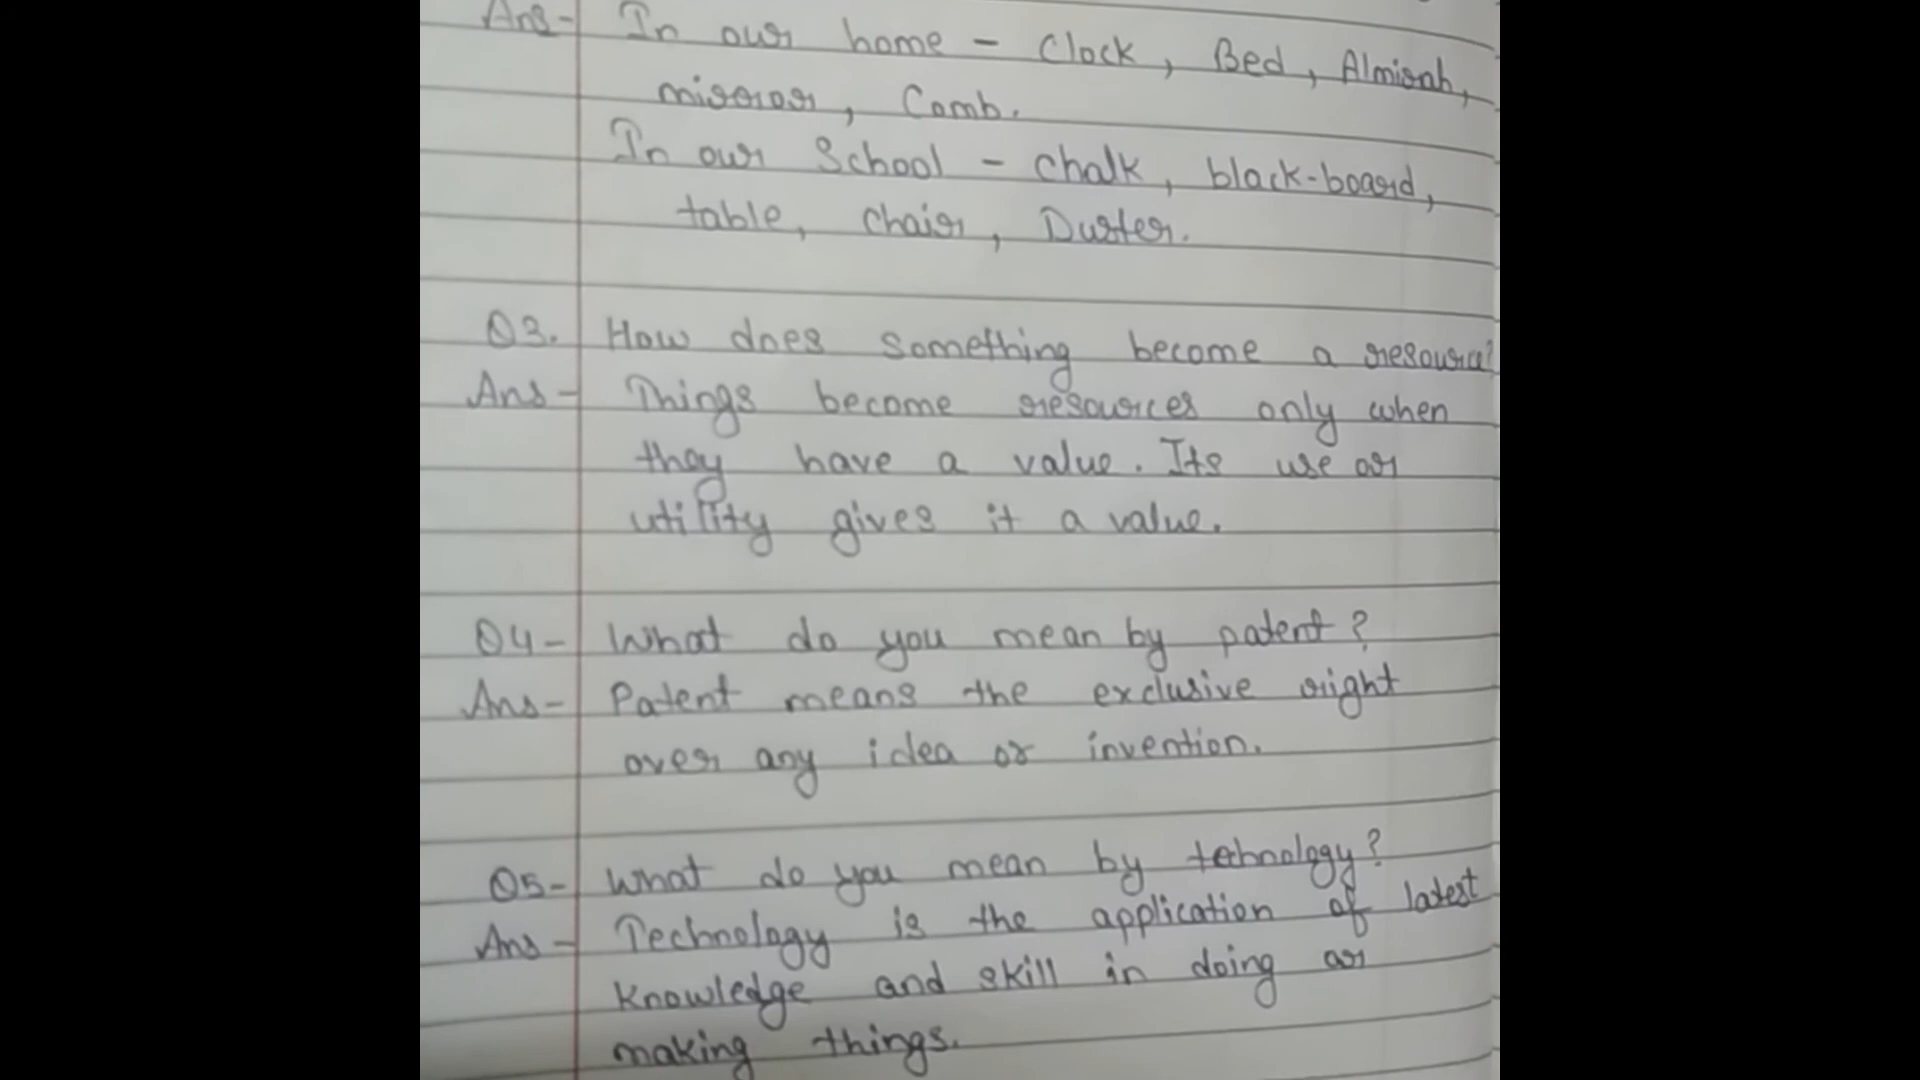 Ans- In our home - Clock, Bed, Almirah,
mirror, Comb.
In our School - Chalk, black-board,
table, Chair, Duster.
Q3. How does something become a resource?
Ans- Things become resources only when
they have a value. Its use or
utility gives it a value.
Q4- What do you mean by patent?
Ans- Patent means the exclusive right
over any idea or invention.
Q5- What do you mean by technology?
Ans- Technology is the application of latest
knowledge and skill in doing or
making things.